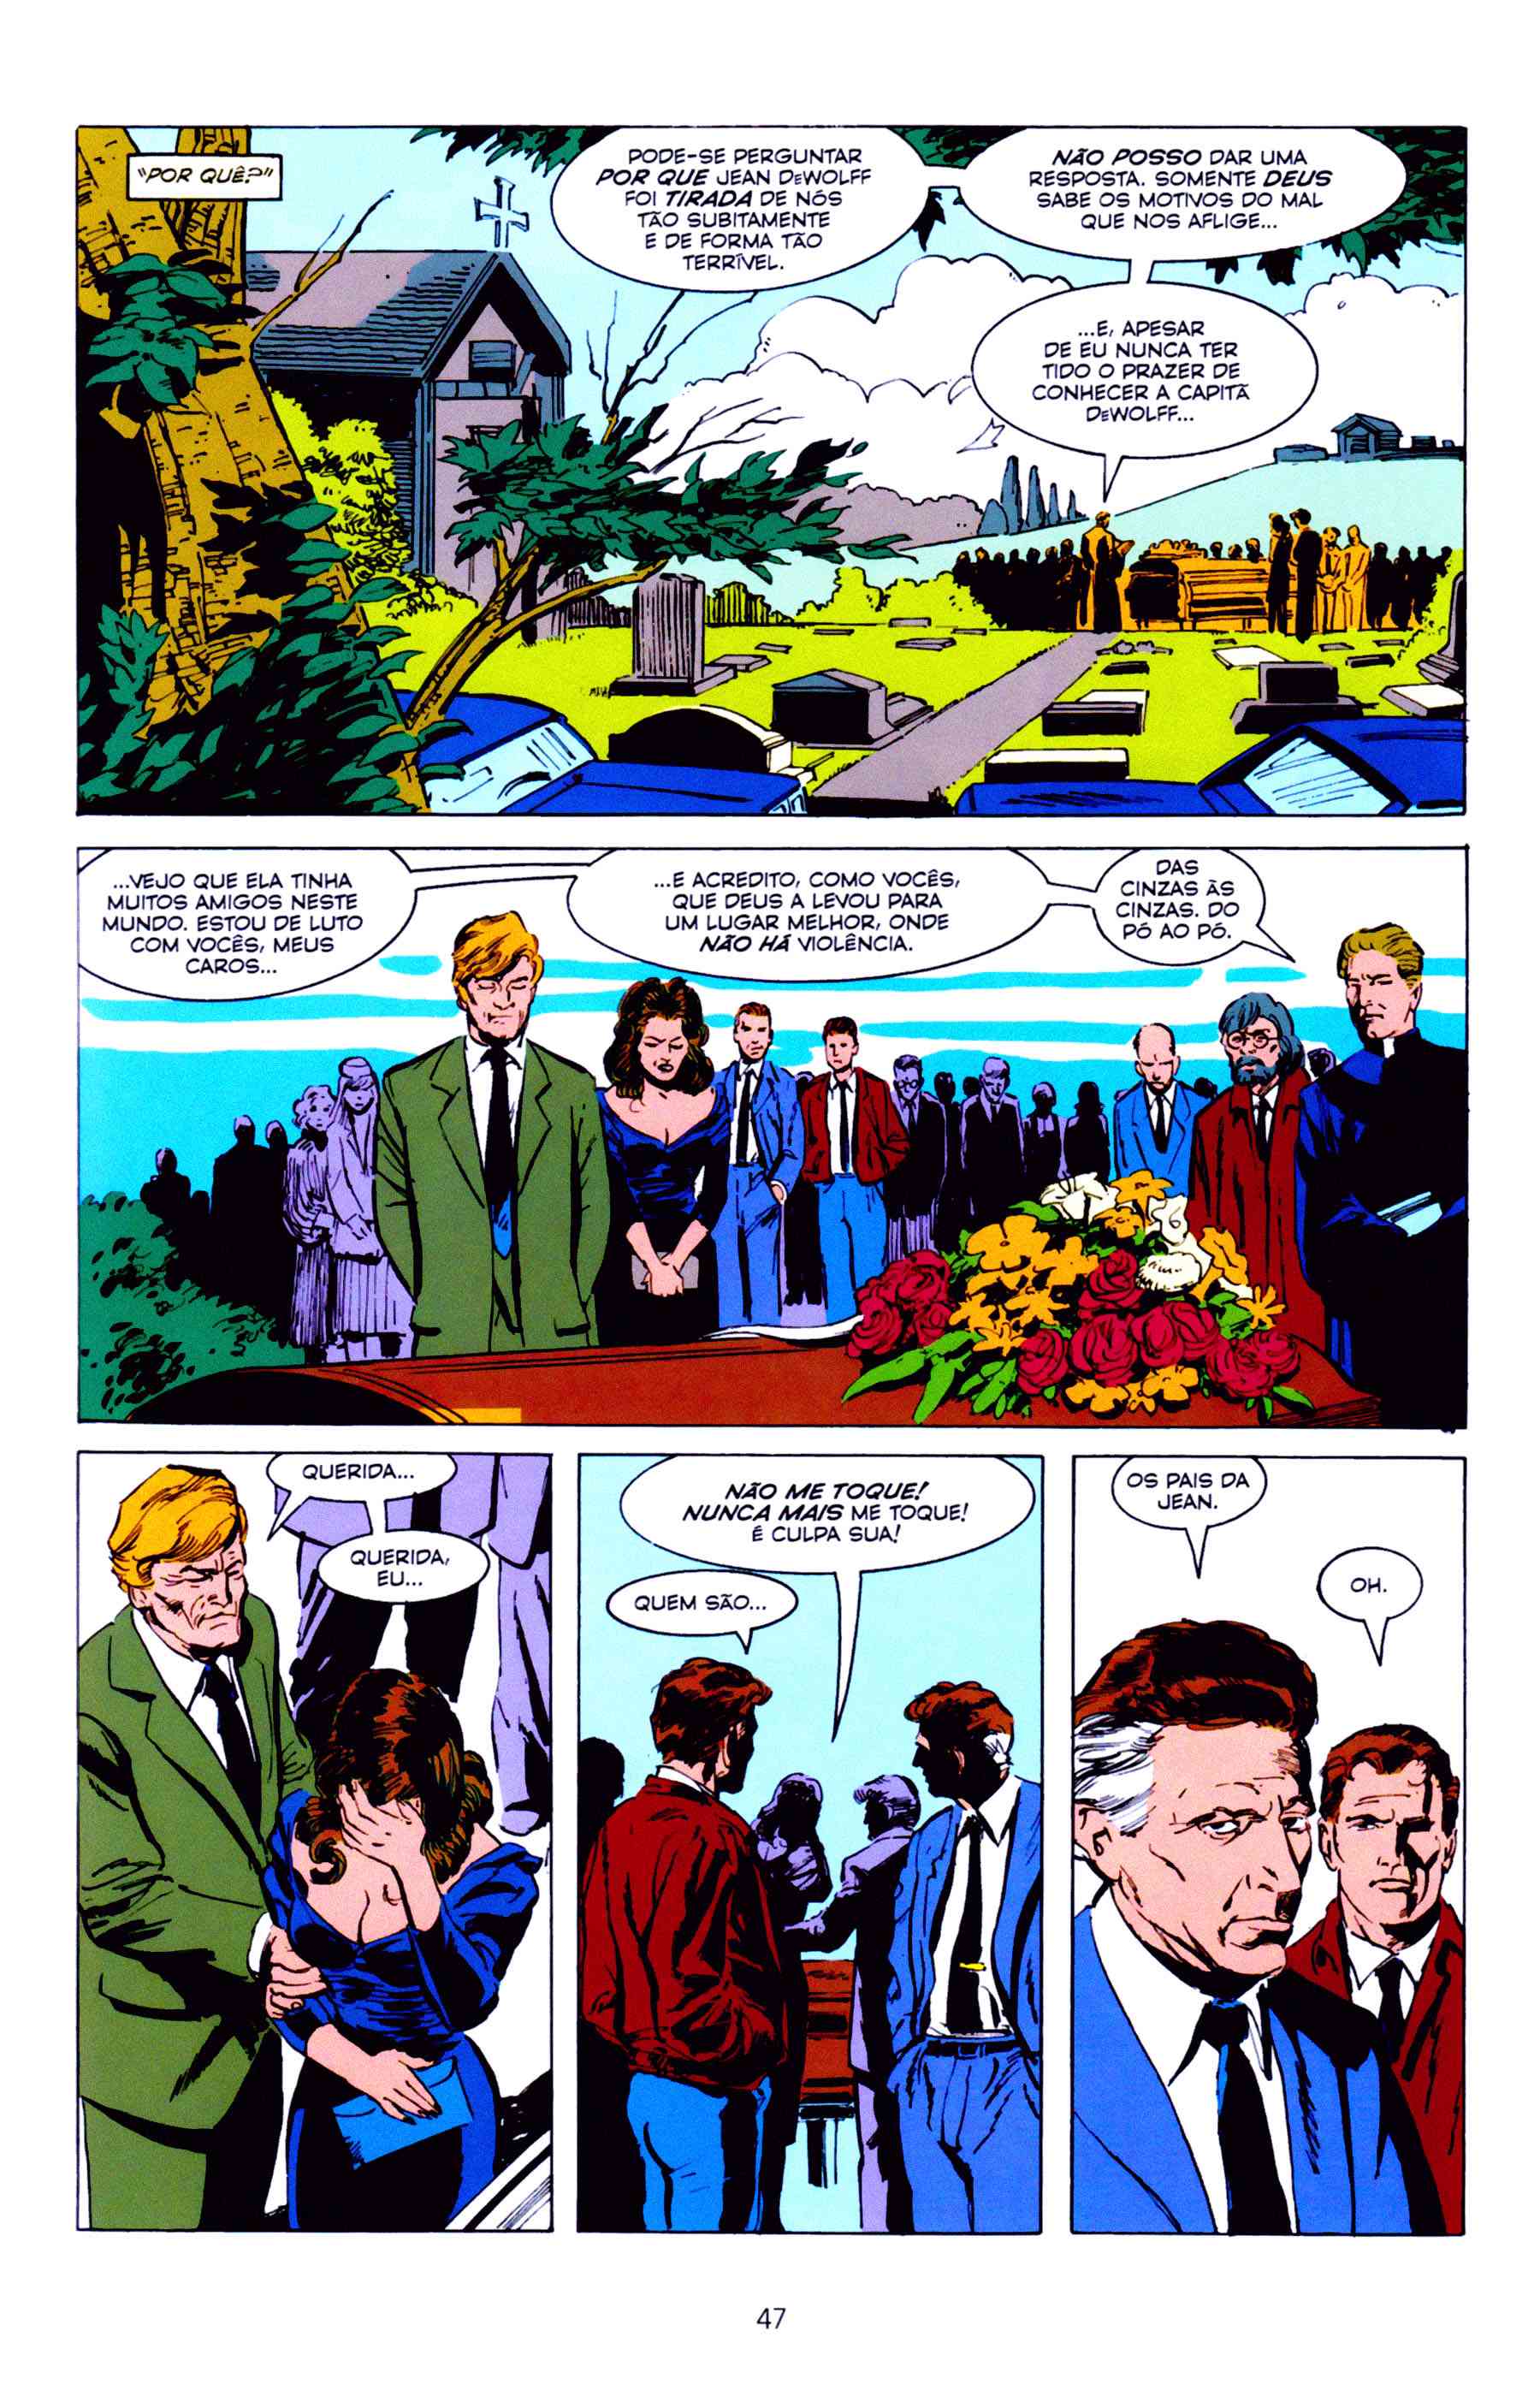 "POR QUÊ?"
PODE-SE PERGUNTAR
POR QUE JEAN DeWOLFF
FOI TIRADA DE NÓS
TÃO SUBITAMENTE
E DE FORMA TÃO
TERRÍVEL.
NÃO POSSO DAR UMA
RESPOSTA. SOMENTE DEUS
SABE OS MOTIVOS DO MAL
QUE NOS AFLIGE...
...E, APESAR
DE EU NUNCA TER
TIDO O PRAZER DE
CONHECER A CAPITÃ
DeWOLFF...
...VEJO QUE ELA TINHA
MUITOS AMIGOS NESTE
MUNDO. ESTOU DE LUTO
COM VOCÊS, MEUS
CAROS...
...E ACREDITO, COMO VOCÊS,
QUE DEUS A LEVOU PARA
UM LUGAR MELHOR, ONDE
NÃO HÁ VIOLÊNCIA.
DAS
CINZAS ÀS
CINZAS. DO
PÓ AO PÓ.
QUERIDA...
QUERIDA,
EU...
NÃO ME TOQUE!
NUNCA MAIS ME TOQUE!
É CULPA SUA!
QUEM SÃO...
OS PAIS DA
JEAN.
OH.
47